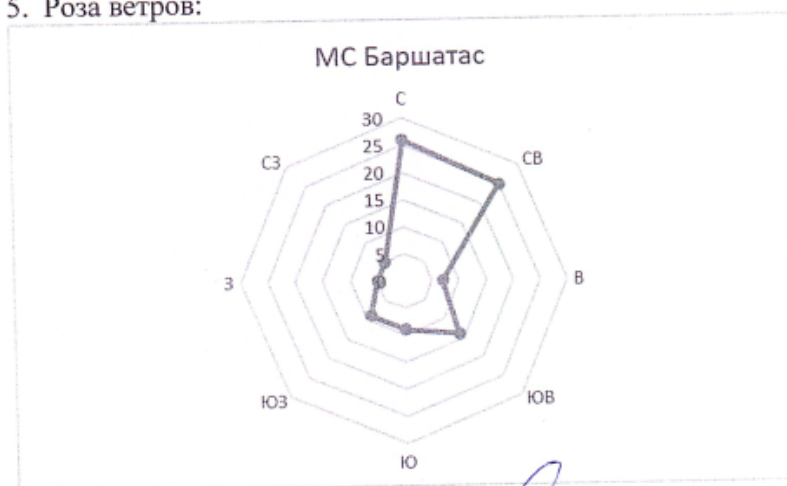 5. Роза ветров:
МС Баршатас
С
30
25
20
15
10
5
СВ
В
ЮВ
Ю
ЮЗ
З
СЗ